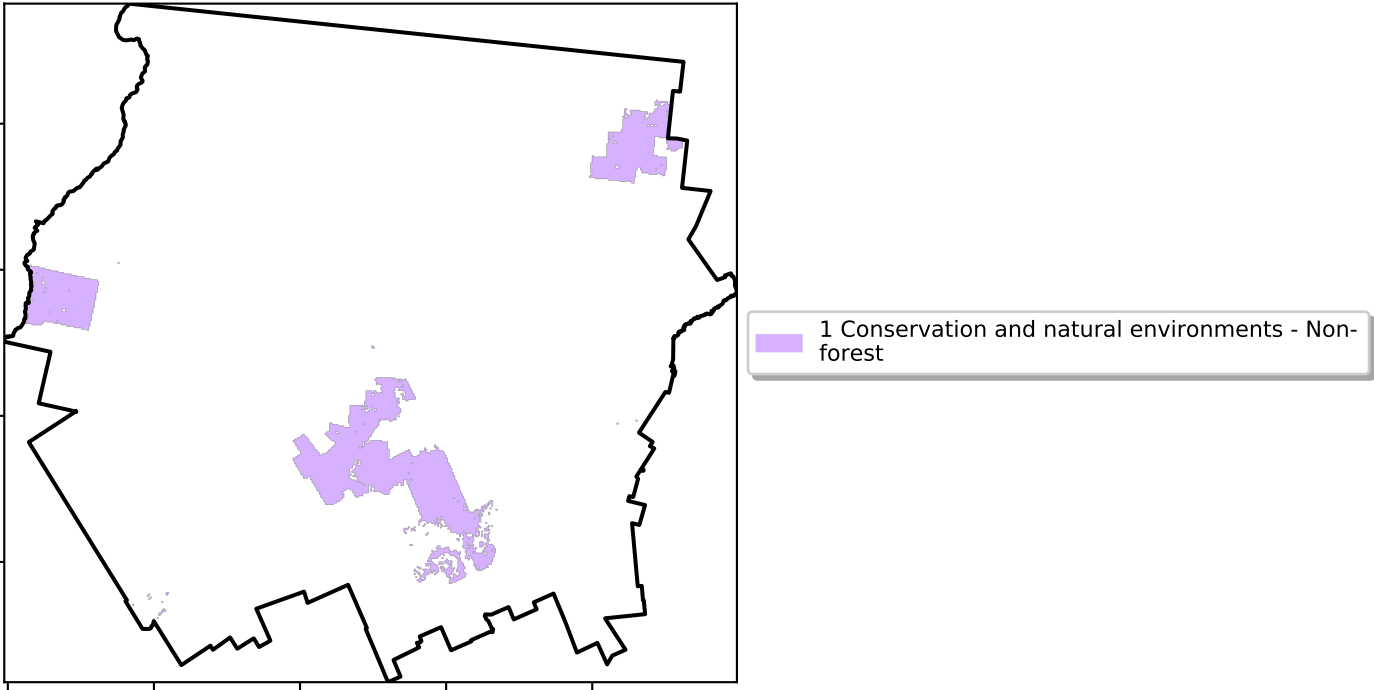 1 Conservation and natural environments - Non-
forest